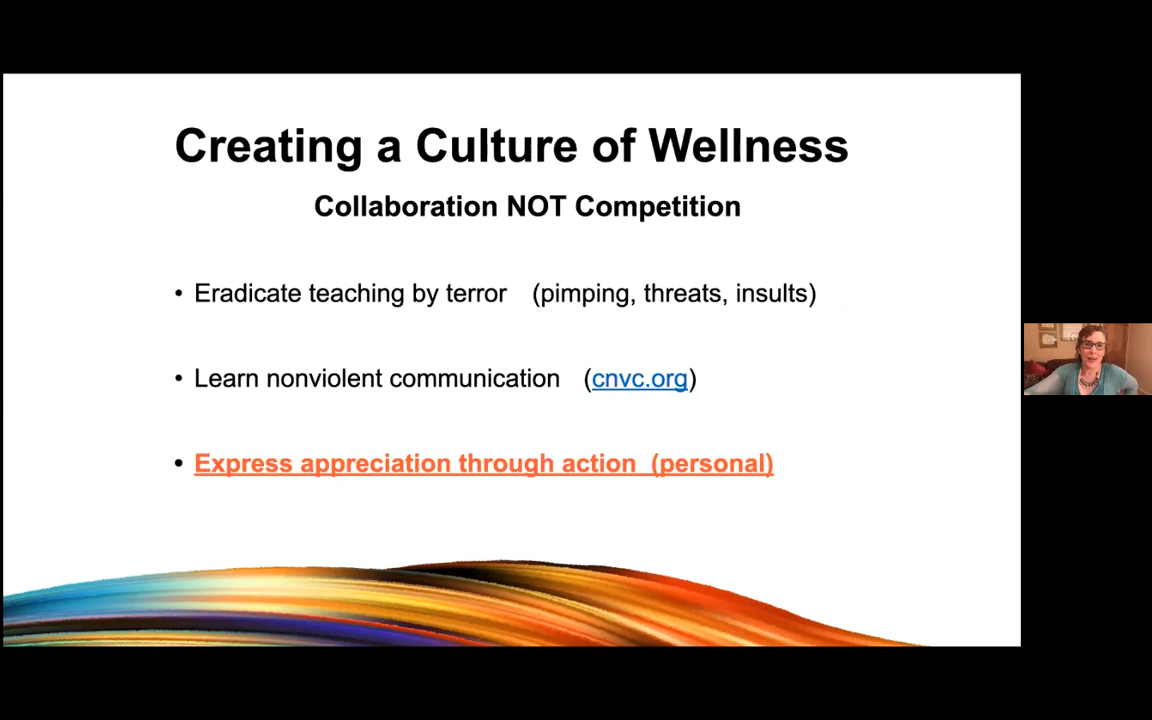 Creating a Culture of Wellness
Collaboration NOT Competition
• Eradicate teaching by terror (pimping, threats, insults)
• Learn nonviolent communication (cnvc.org)
• Express appreciation through action (personal)